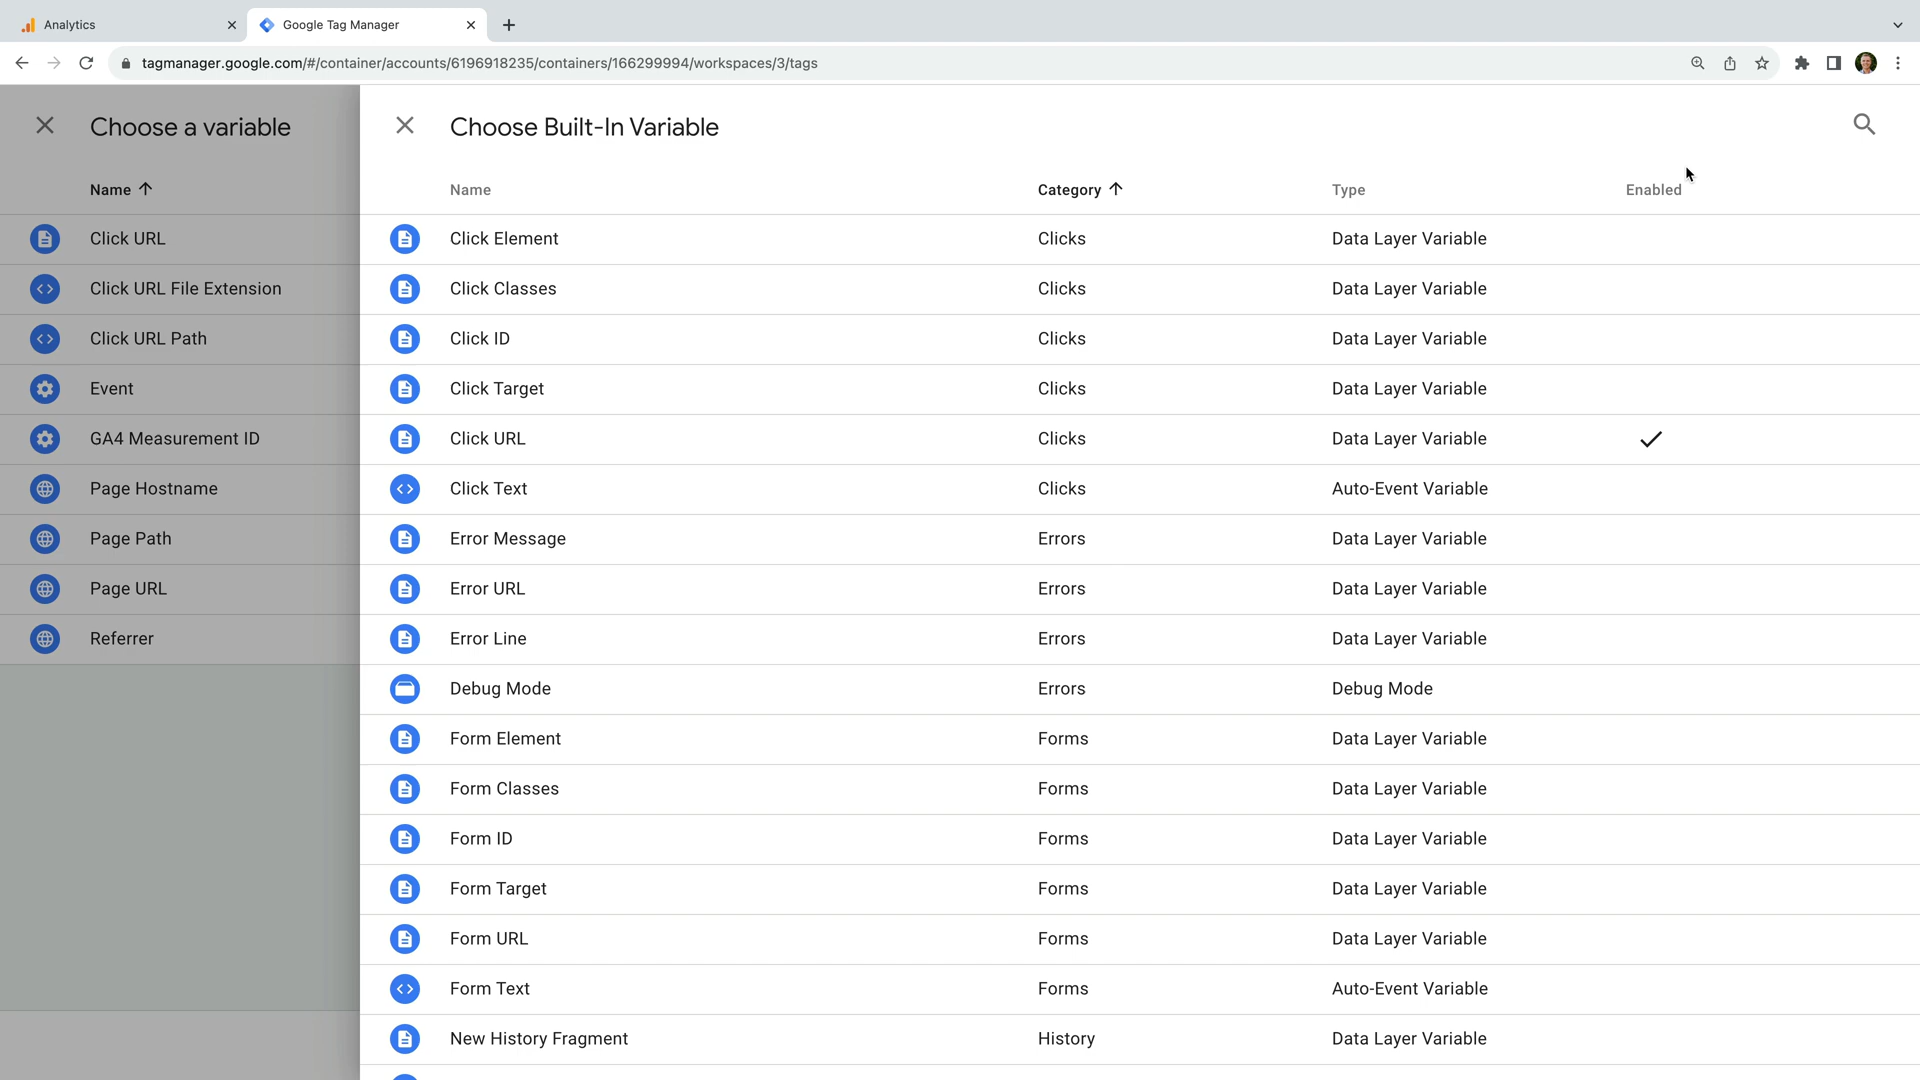 Analytics
Google Tag Manager
tagmanager.google.com/#/container/accounts/6196918235/containers/166299994/workspaces/3/tags
Choose a variable
Name
Click URL
Click URL File Extension
Click URL Path
Event
GA4 Measurement ID
Page Hostname
Page Path
Page URL
Referrer
Choose Built-In Variable
Name Category Type Enabled
Click Element Clicks Data Layer Variable
Click Classes Clicks Data Layer Variable
Click ID Clicks Data Layer Variable
Click Target Clicks Data Layer Variable
Click URL Clicks Data Layer Variable
Click Text Clicks Auto-Event Variable
Error Message Errors Data Layer Variable
Error URL Errors Data Layer Variable
Error Line Errors Data Layer Variable
Debug Mode Errors Debug Mode
Form Element Forms Data Layer Variable
Form Classes Forms Data Layer Variable
Form ID Forms Data Layer Variable
Form Target Forms Data Layer Variable
Form URL Forms Data Layer Variable
Form Text Forms Auto-Event Variable
New History Fragment History Data Layer Variable